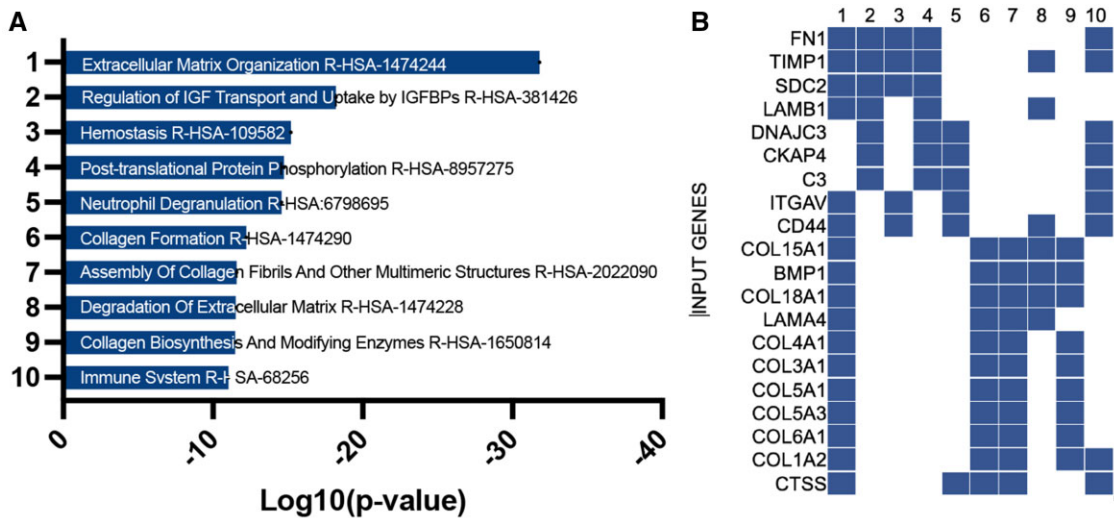 A
1 Extracellular Matrix Organization R-HSA-1474244
2 Regulation of IGF Transport and Uptake by IGFBPs R-HSA-381426
3 Hemostasis R-HSA-109582
4 Post-translational Protein Phosphorylation R-HSA-8957275
5 Neutrophil Degranulation R-HSA:6798695
6 Collagen Formation R-HSA-1474290
7 Assembly Of Collagen Fibrils And Other Multimeric Structures R-HSA-2022090
8 Degradation Of Extracellular Matrix R-HSA-1474228
9 Collagen Biosynthesis And Modifying Enzymes R-HSA-1650814
10 Immune System R-HSA-68256
0 -10 -20 -30 -40
Log10(p-value)
B
1 2 3 4 5 6 7 8 9 10
INPUT GENES
FN1
TIMP1
SDC2
LAMB1
DNAJC3
CKAP4
C3
ITGAV
CD44
COL15A1
BMP1
COL18A1
LAMA4
COL4A1
COL3A1
COL5A1
COL5A3
COL6A1
COL1A2
CTSS